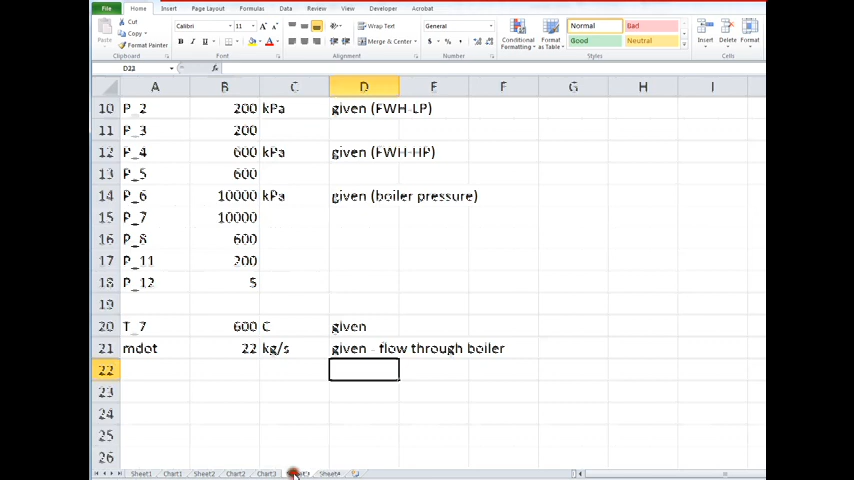 File Home Insert Page Layout Formulas Data Review View Developer Acrobat
Cut
Copy
Format Painter
Paste
Clipboard
Calibri 11
Font
Wrap Text
Merge & Center
Alignment
General
Number
Conditional Formatting
Format as Table
Normal Bad
Good Neutral
Styles
Insert Delete Format
Cells
D22 fx
A B C D E F G H I
10 P_2 200 kPa given (FWH-LP)
11 P_3 200
12 P_4 600 kPa given (FWH-HP)
13 P_5 600
14 P_6 10000 kPa given (boiler pressure)
15 P_7 10000
16 P_8 600
17 P_11 200
18 P_12 5
19
20 T_7 600 C given
21 mdot 22 kg/s given - flow through boiler
22
23
24
25
26
Sheet1 Chart1 Sheet2 Chart2 Chart3 Sheet4